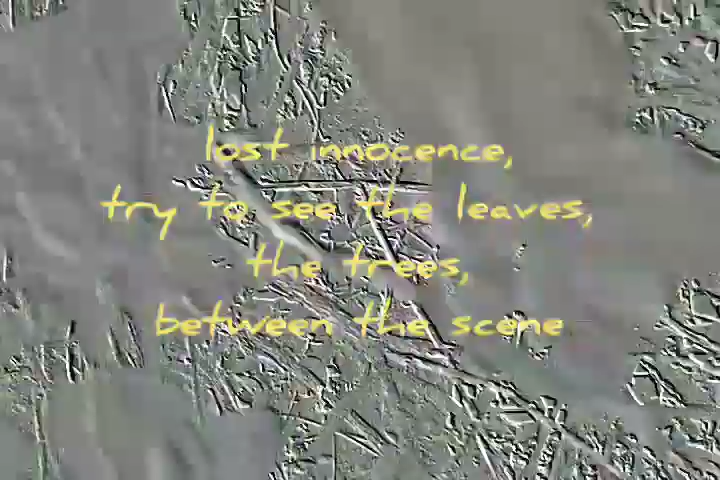 lost innocence,
try to see the leaves,
the trees,
between the scene